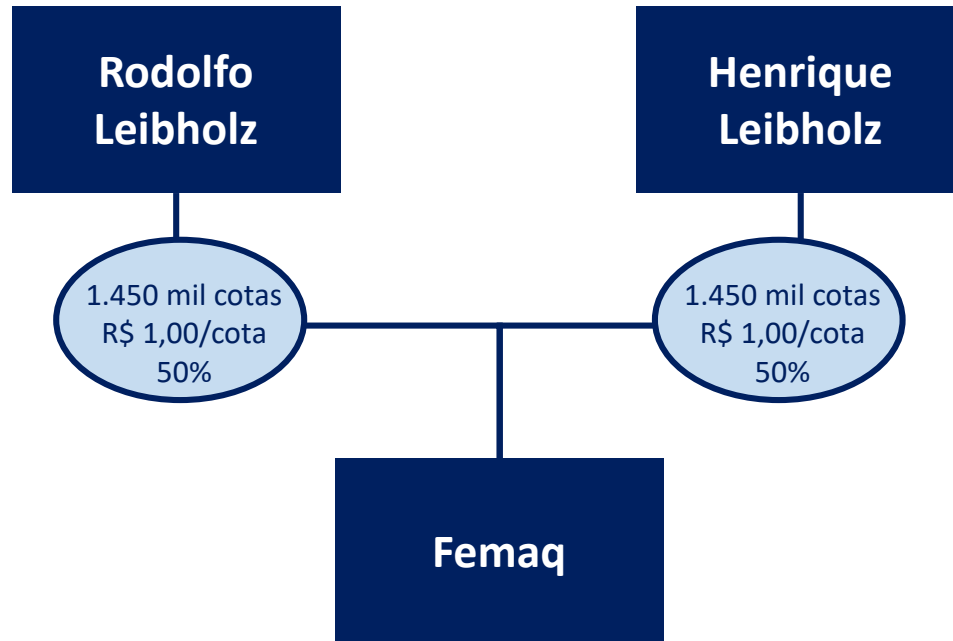 Rodolfo
Leibholz
Henrique
Leibholz
1.450 mil cotas
R$ 1,00/cota
50%
1.450 mil cotas
R$ 1,00/cota
50%
Femaq